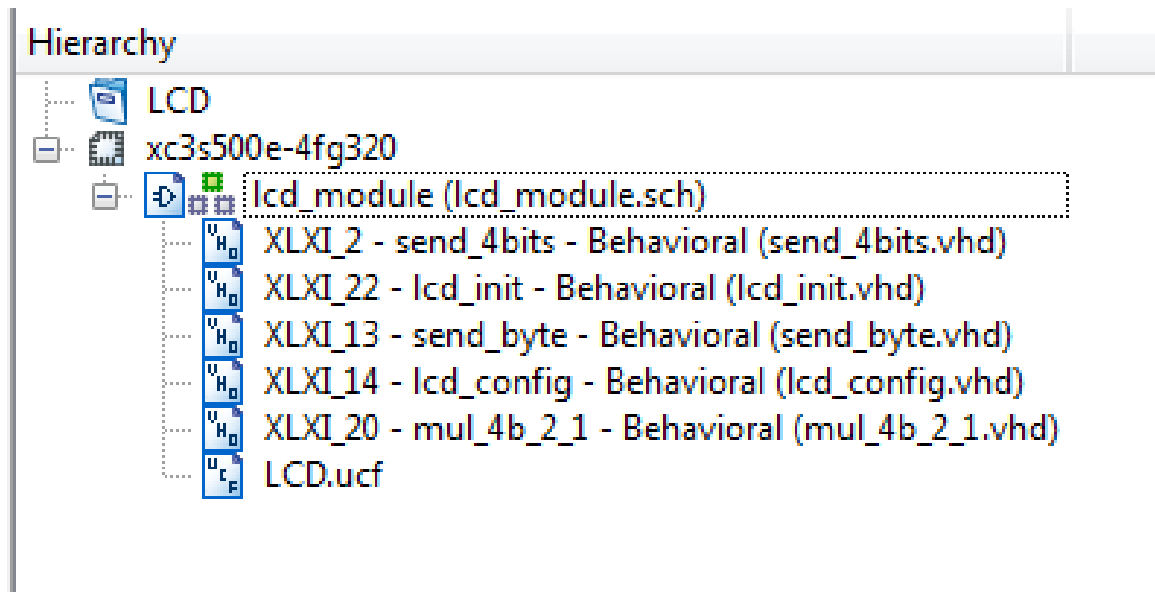 Hierarchy
LCD
xc3s500e-4fg320
lcd_module (lcd_module.sch)
XLXI_2 - send_4bits - Behavioral (send_4bits.vhd)
XLXI_22 - lcd_init - Behavioral (lcd_init.vhd)
XLXI_13 - send_byte - Behavioral (send_byte.vhd)
XLXI_14 - lcd_config - Behavioral (lcd_config.vhd)
XLXI_20 - mul_4b_2_1 - Behavioral (mul_4b_2_1.vhd)
LCD.ucf